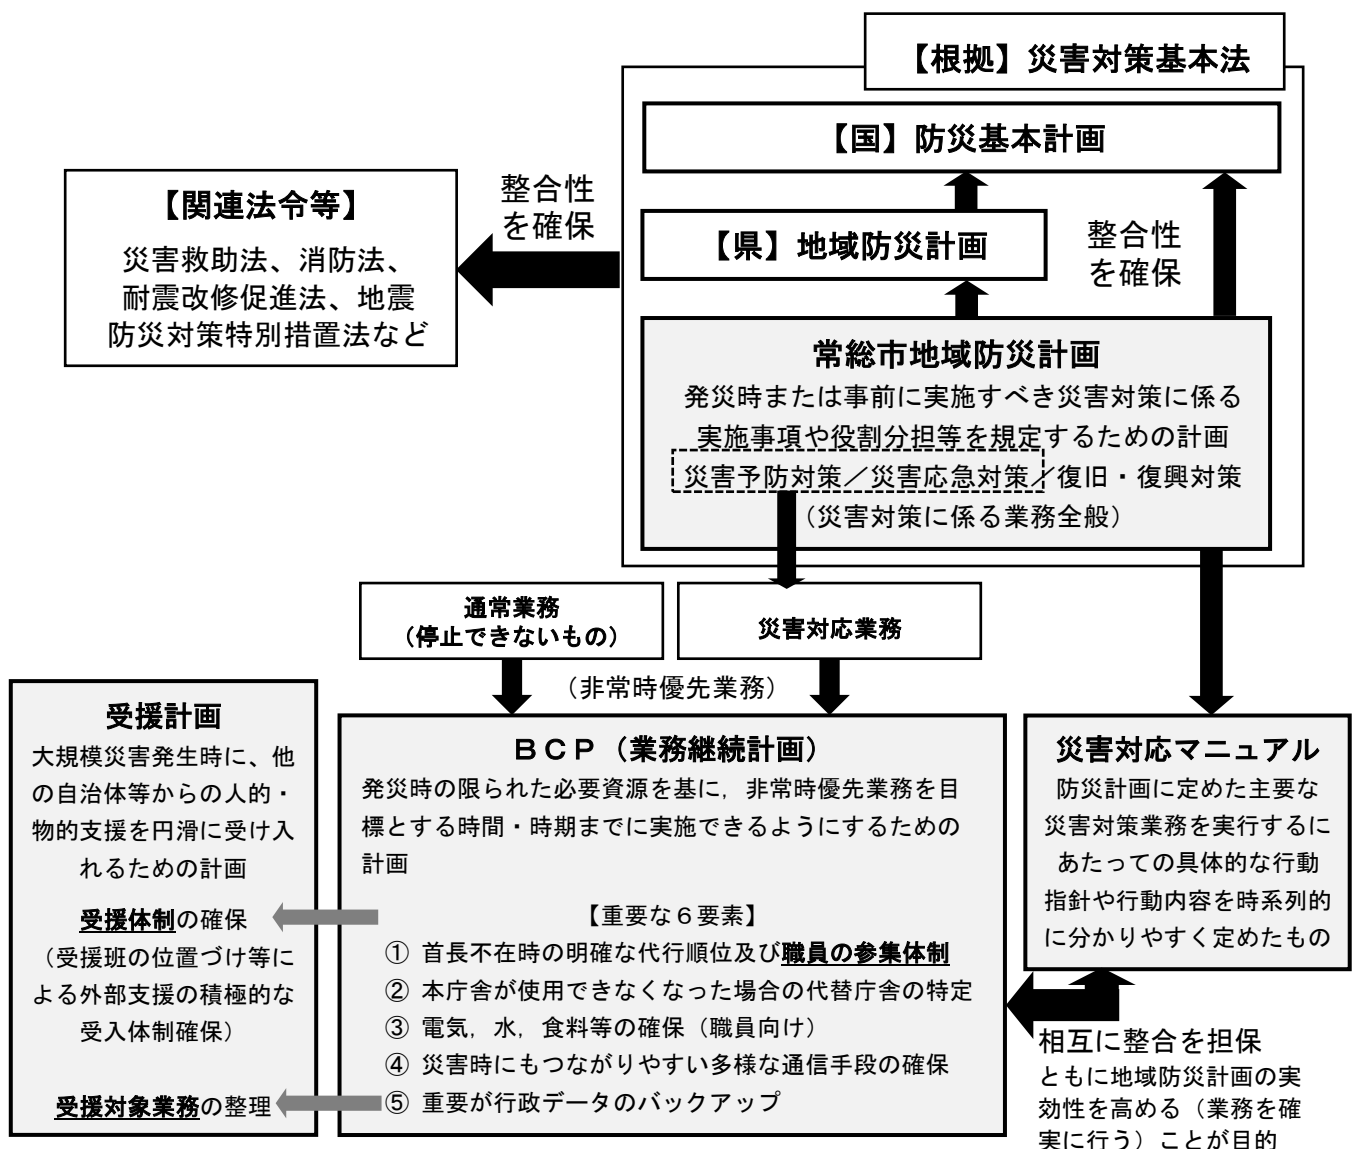 【根拠】災害対策基本法
【国】防災基本計画
【関連法令等】
災害救助法、消防法、
耐震改修促進法、地震
防災対策特別措置法など
整合性
を確保
【県】地域防災計画
整合性
を確保
常総市地域防災計画
発災時または事前に実施すべき災害対策に係る
実施事項や役割分担等を規定するための計画
災害予防対策／災害応急対策／復旧・復興対策
（災害対策に係る業務全般）
通常業務
（停止できないもの）
災害対応業務
（非常時優先業務）
受援計画
大規模災害発生時に、他
の自治体等からの人的・
物的支援を円滑に受け入
れるための計画
受援体制の確保
（受援班の位置づけ等に
よる外部支援の積極的な
受入体制確保）
受援対象業務の整理
ＢＣＰ（業務継続計画）
発災時の限られた必要資源を基に，非常時優先業務を目
標とする時間・時期までに実施できるようにするための
計画
【重要な６要素】
① 首長不在時の明確な代行順位及び職員の参集体制
② 本庁舎が使用できなくなった場合の代替庁舎の特定
③ 電気，水，食料等の確保（職員向け）
④ 災害時にもつながりやすい多様な通信手段の確保
⑤ 重要が行政データのバックアップ
災害対応マニュアル
防災計画に定めた主要な
災害対策業務を実行するに
あたっての具体的な行動
指針や行動内容を時系列的
に分かりやすく定めたもの
相互に整合を担保
ともに地域防災計画の実
効性を高める（業務を確
実に行う）ことが目的